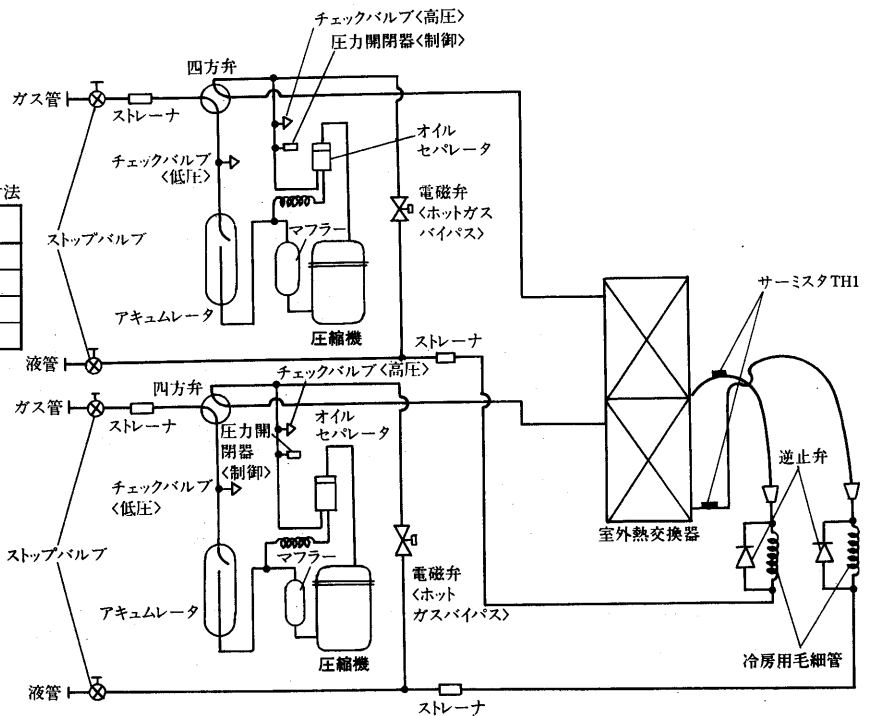 チェックバルブ〈高圧〉
圧力開閉器〈制御〉
四方弁
ガス管
ストレーナ
オイル
セパレータ
チェックバルブ
〈低圧〉
法
電磁弁
〈ホットガス
バイパス〉
ストップバルブ
マフラー
サーミスタTH1
アキュムレータ
圧縮機
ストレーナ
液管
チェックバルブ〈高圧〉
四方弁
ガス管
ストレーナ
圧力開
閉器
〈制御〉
オイル
セパレータ
逆止弁
チェックバルブ
〈低圧〉
室外熱交換器
ストップバルブ
マフラー
電磁弁
〈ホット
ガスバイパス〉
アキュムレータ
圧縮機
冷房用毛細管
液管
ストレーナ